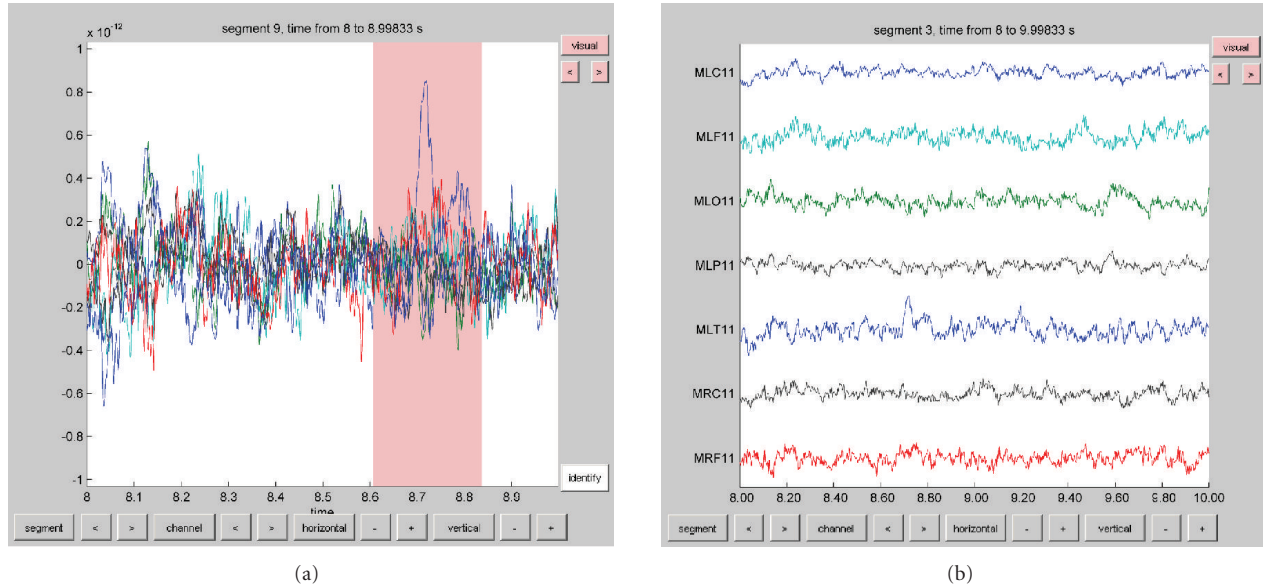 segment 9, time from 8 to 8.99833 s
x 10-12
1
0.8
0.6
0.4
0.2
0
-0.2
-0.4
-0.6
-0.8
-1
8 8.1 8.2 8.3 8.4 8.5 8.6 8.7 8.8 8.9
time
visual
< >
identify
segment < > channel < > horizontal - + vertical - +
(a)
segment 3, time from 8 to 9.99833 s
MLC11
MLF11
MLO11
MLP11
MLT11
MRC11
MRF11
8.00 8.20 8.40 8.60 8.80 9.00 9.20 9.40 9.60 9.80 10.00
visual
< >
segment < > channel < > horizontal - + vertical - +
(b)